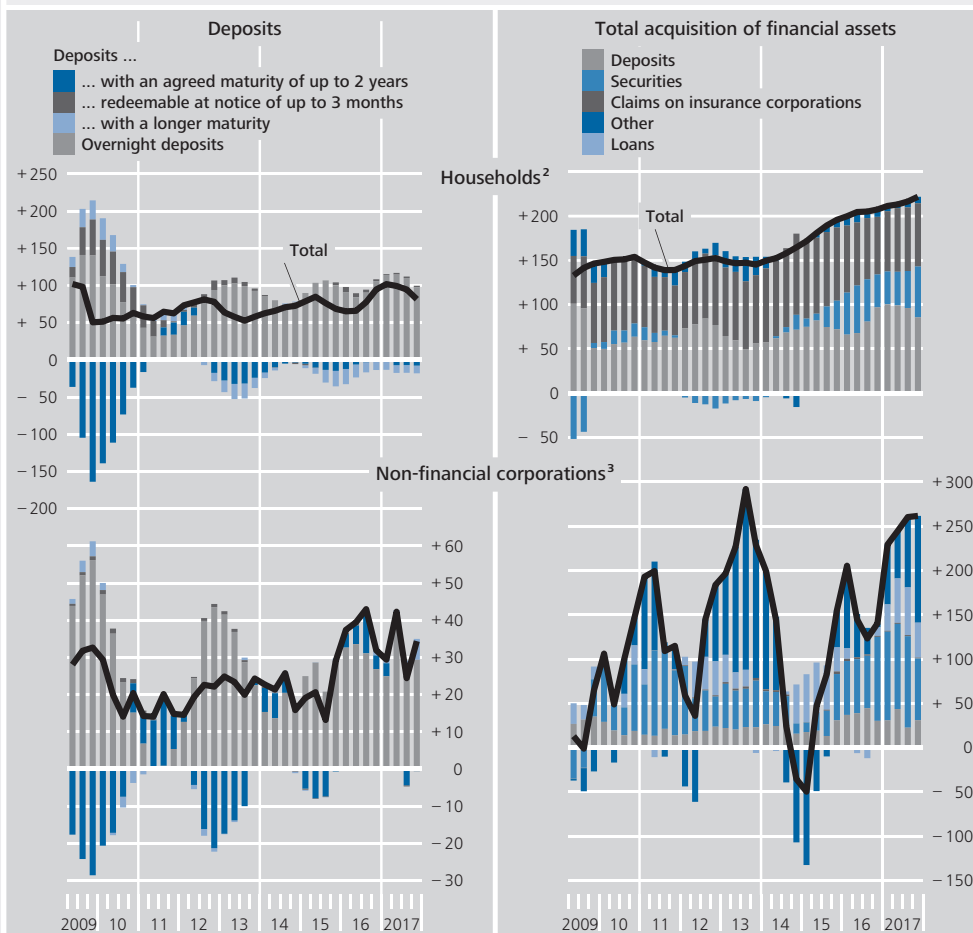 Deposits
Deposits ...
... with an agreed maturity of up to 2 years
... redeemable at notice of up to 3 months
... with a longer maturity
Overnight deposits
Total acquisition of financial assets
Deposits
Securities
Claims on insurance corporations
Other
Loans
Households²
+ 250
+ 200
+ 150
+ 100
+ 50
0
− 50
− 100
− 150
− 200
Total
+ 200
+ 150
+ 100
+ 50
0
− 50
Total
Non-financial corporations³
+ 60
+ 50
+ 40
+ 30
+ 20
+ 10
0
− 10
− 20
− 30
+ 300
+ 250
+ 200
+ 150
+ 100
+ 50
0
− 50
− 100
− 150
2009 10 11 12 13 14 15 16 2017
2009 10 11 12 13 14 15 16 2017